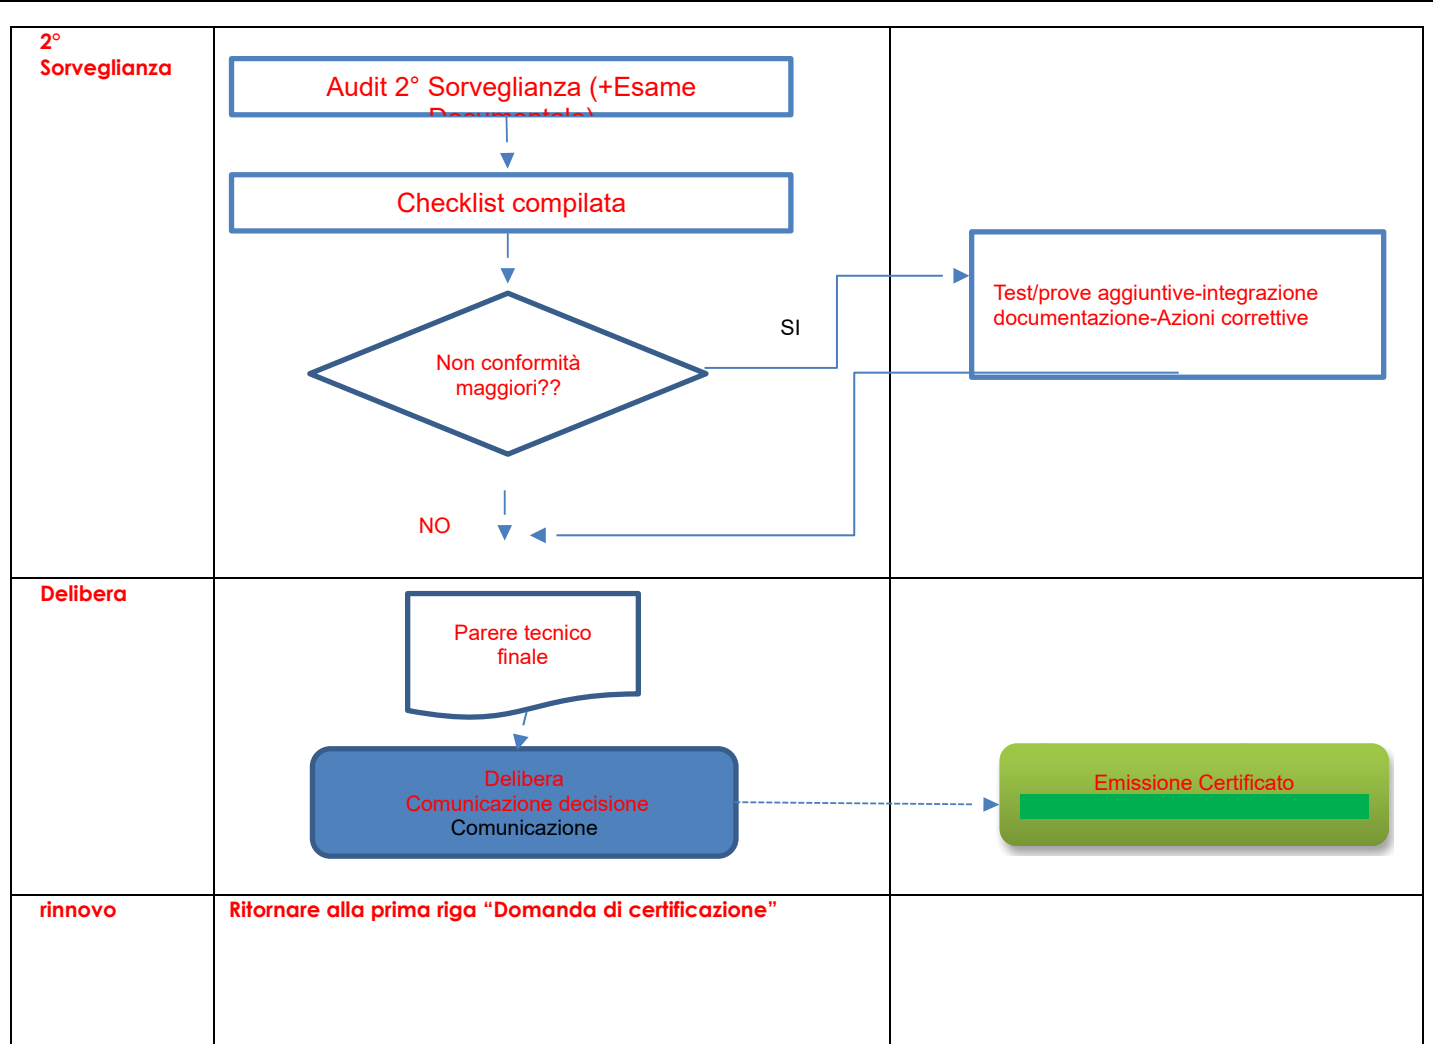 2°
Sorveglianza
Audit 2° Sorveglianza (+Esame
Documentale)
Checklist compilata
Test/prove aggiuntive-integrazione
documentazione-Azioni correttive
SI
Non conformità
maggiori??
NO
Delibera
Parere tecnico
finale
Delibera
Comunicazione decisione
Comunicazione
Emissione Certificato
rinnovo
Ritornare alla prima riga “Domanda di certificazione”